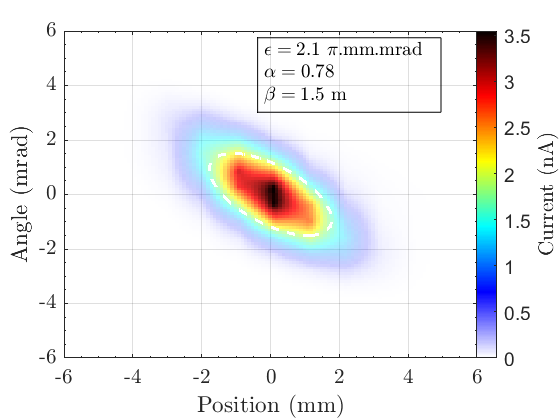 6
4
2
0
-2
-4
-6
Angle (mrad)
-6 -4 -2 0 2 4 6
Position (mm)
ϵ = 2.1 π.mm.mrad
α = 0.78
β = 1.5 m
3.5
3
2.5
2
1.5
1
0.5
0
Current (nA)